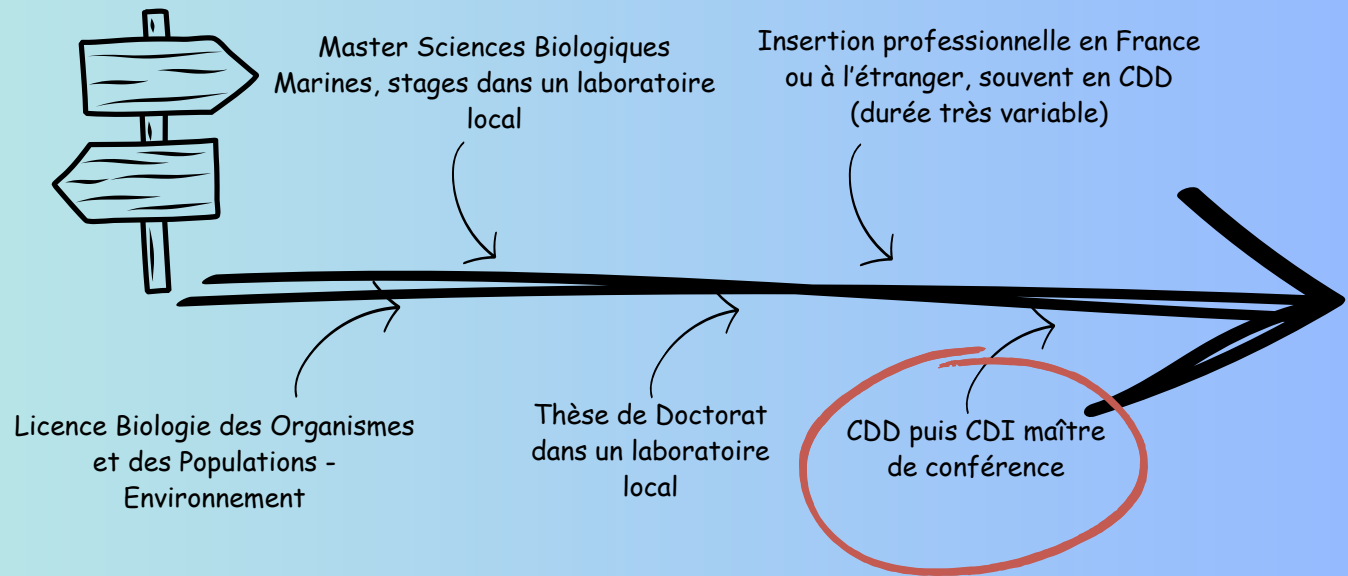 Master Sciences Biologiques
Marines, stages dans un laboratoire
local
Insertion professionnelle en France
ou à l'étranger, souvent en CDD
(durée très variable)
Licence Biologie des Organismes
et des Populations -
Environnement
Thèse de Doctorat
dans un laboratoire
local
CDD puis CDI maître
de conférence